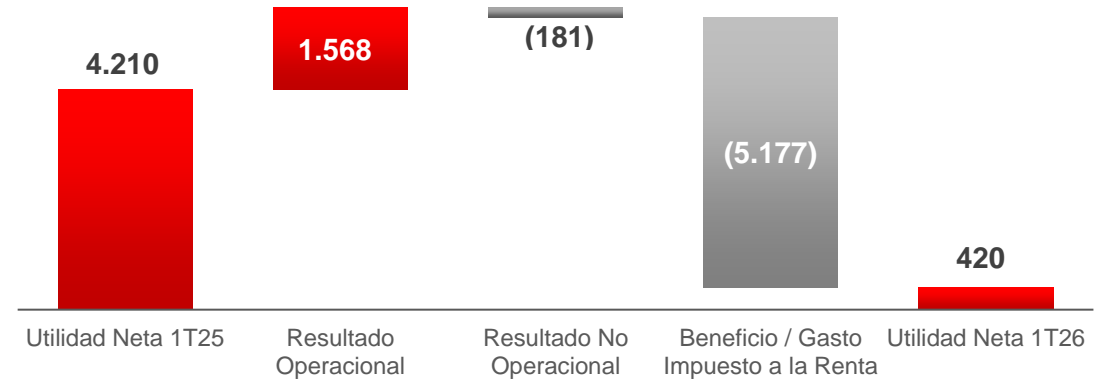 4.210
1.568
(181)
(5.177)
420
Utilidad Neta 1T25
Resultado
Operacional
Resultado No
Operacional
Beneficio / Gasto
Impuesto a la Renta
Utilidad Neta 1T26